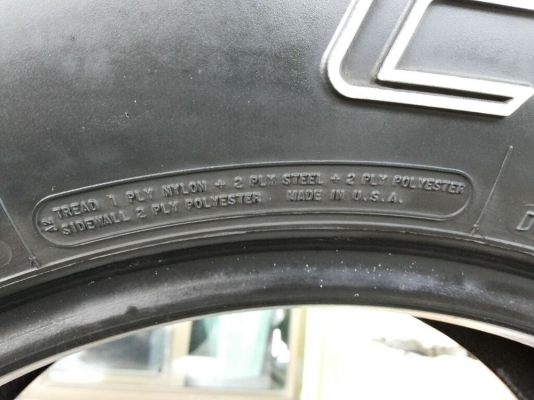 TREAD 1 PLY NYLON + 2 PLY STEEL + 2 PLY POLYESTER
SIDEWALL 2 PLY POLYESTER MADE IN U.S.A.